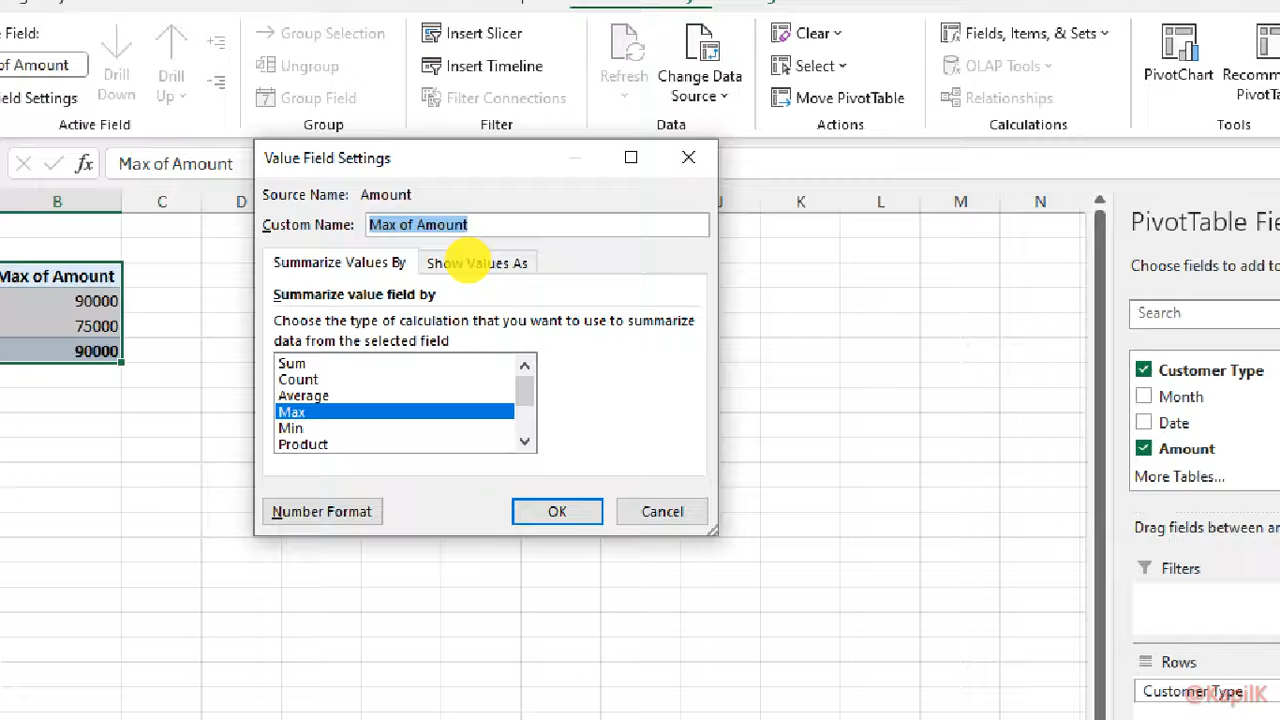 Field:
Group Selection
Insert Slicer
Clear
Fields, Items, & Sets
of Amount
Ungroup
Insert Timeline
Select
OLAP Tools
Drill
Down
Drill
Up
Refresh
Change Data
Source
PivotChart
Recomm
PivotTa
eld Settings
Group Field
Filter Connections
Move PivotTable
Relationships
Active Field
Group
Filter
Data
Actions
Calculations
Tools
fx
Max of Amount
Value Field Settings
Source Name: Amount
Custom Name: Max of Amount
Summarize Values By
Show Values As
Summarize value field by
Choose the type of calculation that you want to use to summarize
data from the selected field
Sum
Count
Average
Max
Min
Product
Number Format
OK
Cancel
B
C
D
J
K
L
M
N
Max of Amount
90000
75000
90000
PivotTable Fie
Choose fields to add to
Search
Customer Type
Month
Date
Amount
More Tables...
Drag fields between ar
Filters
Rows
Customer Type
@KapilK